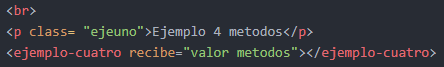 <br>
<p class= "ejeuno">Ejemplo 4 metodos</p>
<ejemplo-cuatro recibe="valor metodos"></ejemplo-cuatro>